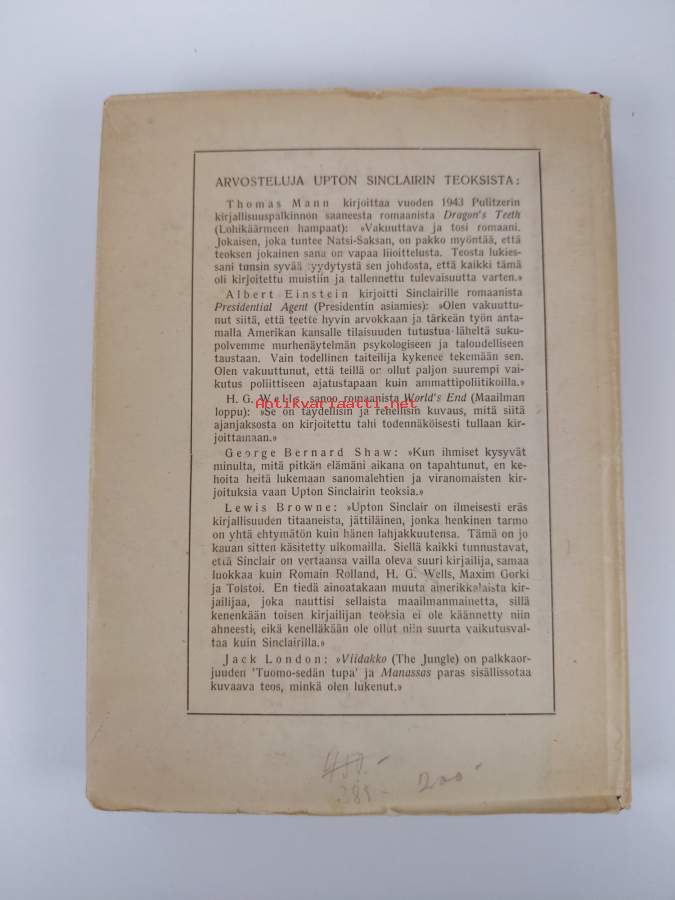 ARVOSTELUJA UPTON SINCLAIRIN TEOKSISTA:
Thomas Mann kirjoittaa vuoden 1943 Pulitzerin
kirjallisuuspalkinnon saaneesta romaanista Dragon's Teeth
(Lohikäärmeen hampaat): »Vakuuttava ja tosi romaani.
Jokaisen, joka tuntee Natsi-Saksan, on pakko myöntää, että
teoksen jokainen sana on vapaa liioittelusta. Teosta lukies-
sani tunsin syvää tyydytystä sen johdosta, että kaikki tämä
oli kirjoitettu muistiin ja tallennettu tulevaisuutta varten.»
Albert Einstein kirjoitti Sinclairille romaanista
Presidential Agent (Presidentin asiamies): »Olen vakuuttu-
nut siitä, että teette hyvin arvokkaan ja tärkeän työn anta-
malla Amerikan kansalle tilaisuuden tutustua läheltä suku-
polvemme murhenäytelmän psykologiseen ja taloudelliseen
taustaan. Vain todellinen taiteilija kykenee tekemään sen.
Olen vakuuttunut, että teillä on ollut paljon suurempi vai-
kutus poliittiseen ajatustapaan kuin ammattipoliitikoilla.»
H. G. Wells sanoo romaanista World's End (Maailman
Antikvariaatti.net
loppu): »Se on täydellisin ja rehellisin kuvaus, mitä siitä
ajanjaksosta on kirjoitettu tahi todennäköisesti tullaan kir-
joittamaan.»
George Bernard Shaw: »Kun ihmiset kysyvät
minulta, mitä pitkän elämäni aikana on tapahtunut, en ke-
hoita heitä lukemaan sanomalehtien ja viranomaisten kir-
joituksia vaan Upton Sinclairin teoksia.»
Lewis Browne: »Upton Sinclair on ilmeisesti eräs
kirjallisuuden titaaneista, jättiläinen, jonka henkinen tarmo
on yhtä ehtymätön kuin hänen lahjakkuutensa. Tämä on jo
kauan sitten käsitetty ulkomailla. Siellä kaikki tunnustavat,
että Sinclair on vertaansa vailla oleva suuri kirjailija, samaa
luokkaa kuin Romain Rolland, H. G. Wells, Maxim Gorki
ja Tolstoi. En tiedä ainoatakaan muuta amerikkalaista kir-
jailijaa, joka nauttisi sellaista maailmanmainetta, sillä
kenenkään toisen kirjailijan teoksia ei ole käännetty niin
ahneesti, eikä kenelläkään ole ollut niin suurta vaikutusval-
taa kuin Sinclairilla.»
Jack London: »Viidakko (The Jungle) on palkkaor-
juuden 'Tuomo-sedän tupa' ja Manassas paras sisällissotaa
kuvaava teos, minkä olen lukenut.»
285 -
200 -